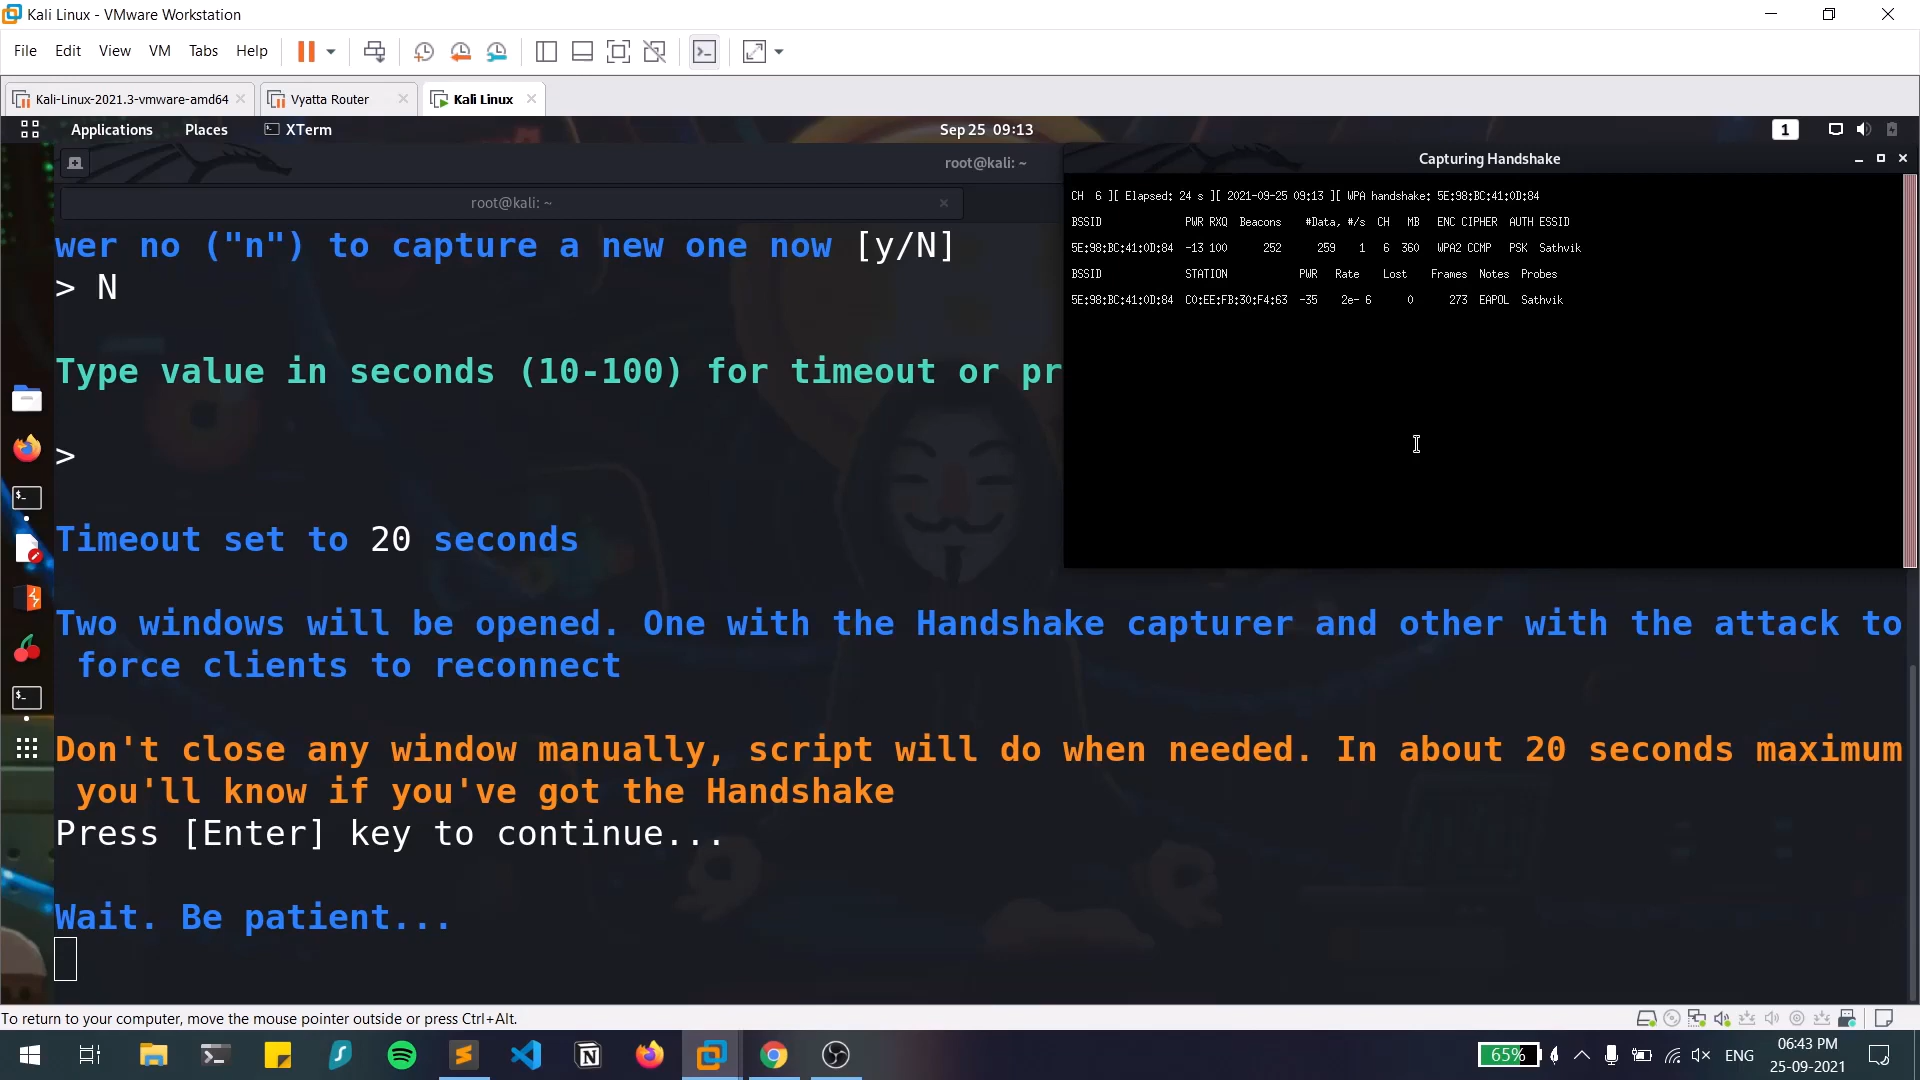 Kali Linux - VMware Workstation
File Edit View VM Tabs Help
Kali-Linux-2021.3-vmware-amd64 Vyatta Router Kali Linux
Applications Places XTerm Sep 25 09:13 1
root@kali: ~
root@kali: ~
wer no ("n") to capture a new one now [y/N]
> N
Type value in seconds (10-100) for timeout or pr
>
Timeout set to 20 seconds
Two windows will be opened. One with the Handshake capturer and other with the attack to
force clients to reconnect
Don't close any window manually, script will do when needed. In about 20 seconds maximum
you'll know if you've got the Handshake
Press [Enter] key to continue...
Wait. Be patient...
Capturing Handshake
CH 6 ][ Elapsed: 24 s ][ 2021-09-25 09:13 ][ WPA handshake: 5E:98:BC:41:0D:84
BSSID PWR RXQ Beacons #Data, #/s CH MB ENC CIPHER AUTH ESSID
5E:98:BC:41:0D:84 -13 100 252 259 1 6 360 WPA2 CCMP PSK Sathvik
BSSID STATION PWR Rate Lost Frames Notes Probes
5E:98:BC:41:0D:84 C0:EE:FB:30:F4:63 -35 2e- 6 0 273 EAPOL Sathvik
To return to your computer, move the mouse pointer outside or press Ctrl+Alt.
65% ENG 06:43 PM
25-09-2021